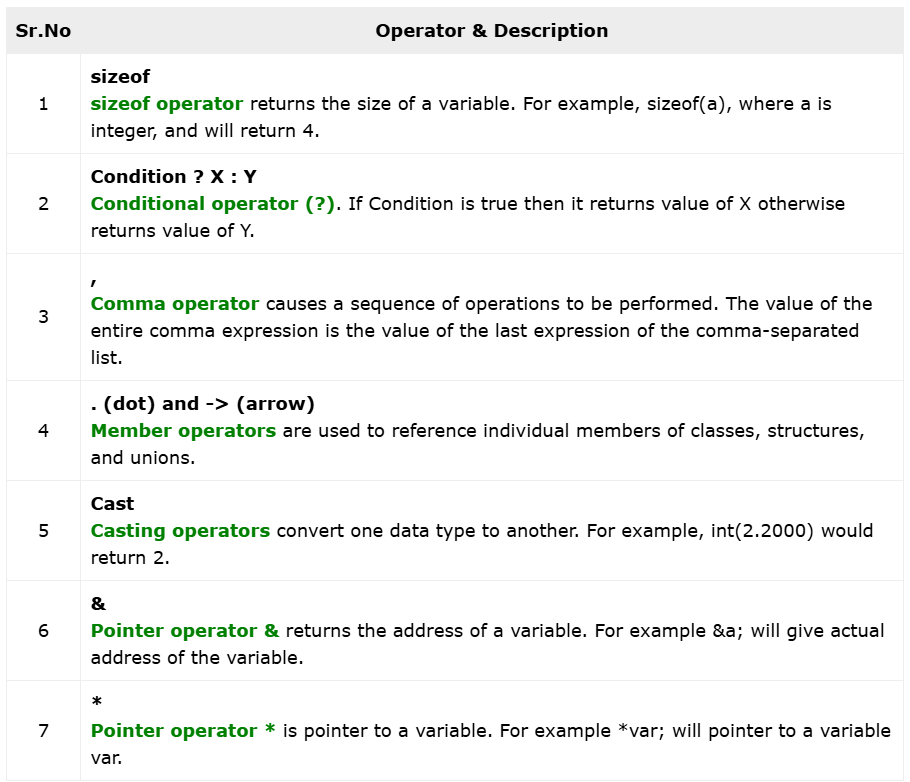 Sr.No Operator & Description
1
sizeof
sizeof operator returns the size of a variable. For example, sizeof(a), where a is
integer, and will return 4.
2
Condition ? X : Y
Conditional operator (?). If Condition is true then it returns value of X otherwise
returns value of Y.
3
,
Comma operator causes a sequence of operations to be performed. The value of the
entire comma expression is the value of the last expression of the comma-separated
list.
4
. (dot) and -> (arrow)
Member operators are used to reference individual members of classes, structures,
and unions.
5
Cast
Casting operators convert one data type to another. For example, int(2.2000) would
return 2.
6
&
Pointer operator & returns the address of a variable. For example &a; will give actual
address of the variable.
7
*
Pointer operator * is pointer to a variable. For example *var; will pointer to a variable
var.